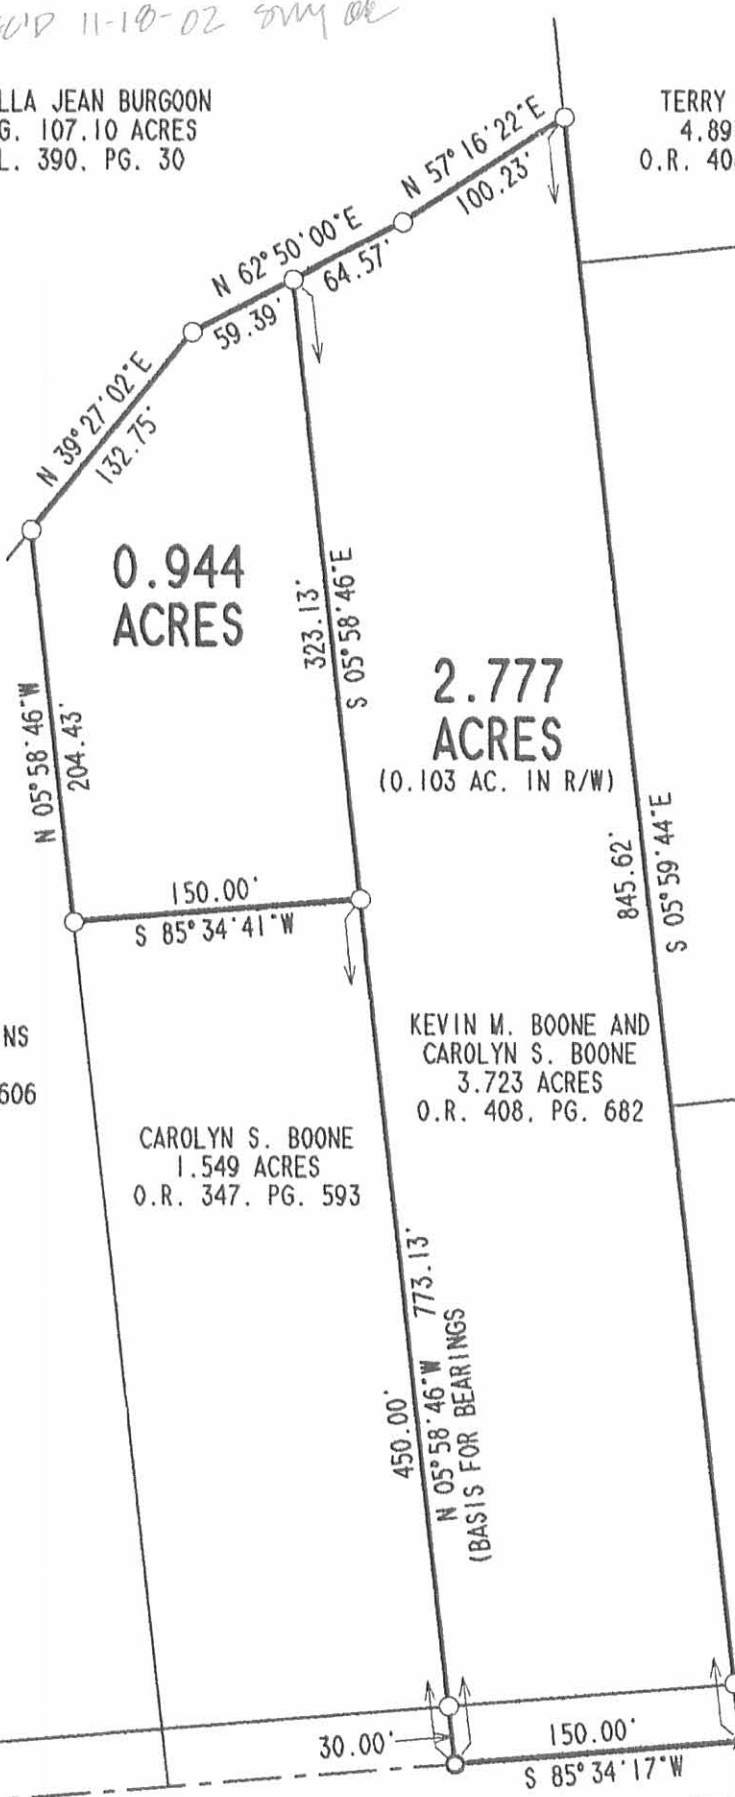 11-18-02
LLA JEAN BURGOON
G. 107.10 ACRES
L. 390. PG. 30
TERRY
4.89
O.R. 40
N 57°16'22"E
100.23'
N 62°50'00"E
64.57'
59.39'
N 39°27'02"E
132.75'
0.944
ACRES
323.13'
S 05°58'46"E
2.777
ACRES
(0.103 AC. IN R/W)
N 05°58'46"W
204.43'
845.62'
S 05°59'44"E
150.00'
S 85°34'41"W
NS
606
KEVIN M. BOONE AND
CAROLYN S. BOONE
3.723 ACRES
O.R. 408. PG. 682
CAROLYN S. BOONE
1.549 ACRES
O.R. 347. PG. 593
450.00'
N 05°58'46"W 773.13'
(BASIS FOR BEARINGS
30.00'
150.00'
S 85°34'17"W